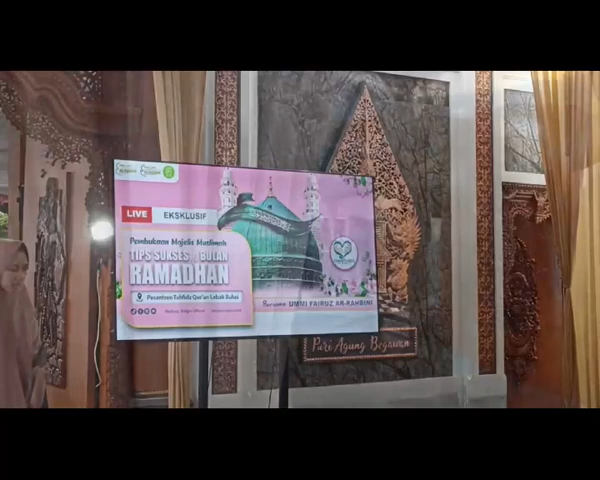 LIVE EKSKLUSIF
Pembukaan Majelis Muslimah
TIPS SUKSES di BULAN
RAMADHAN
Pesantren Tahfidz Qur'an Lebak Bulus
Bersama UMMI FAIRUZ AR-RAHBINI
Puri Agung Begawan